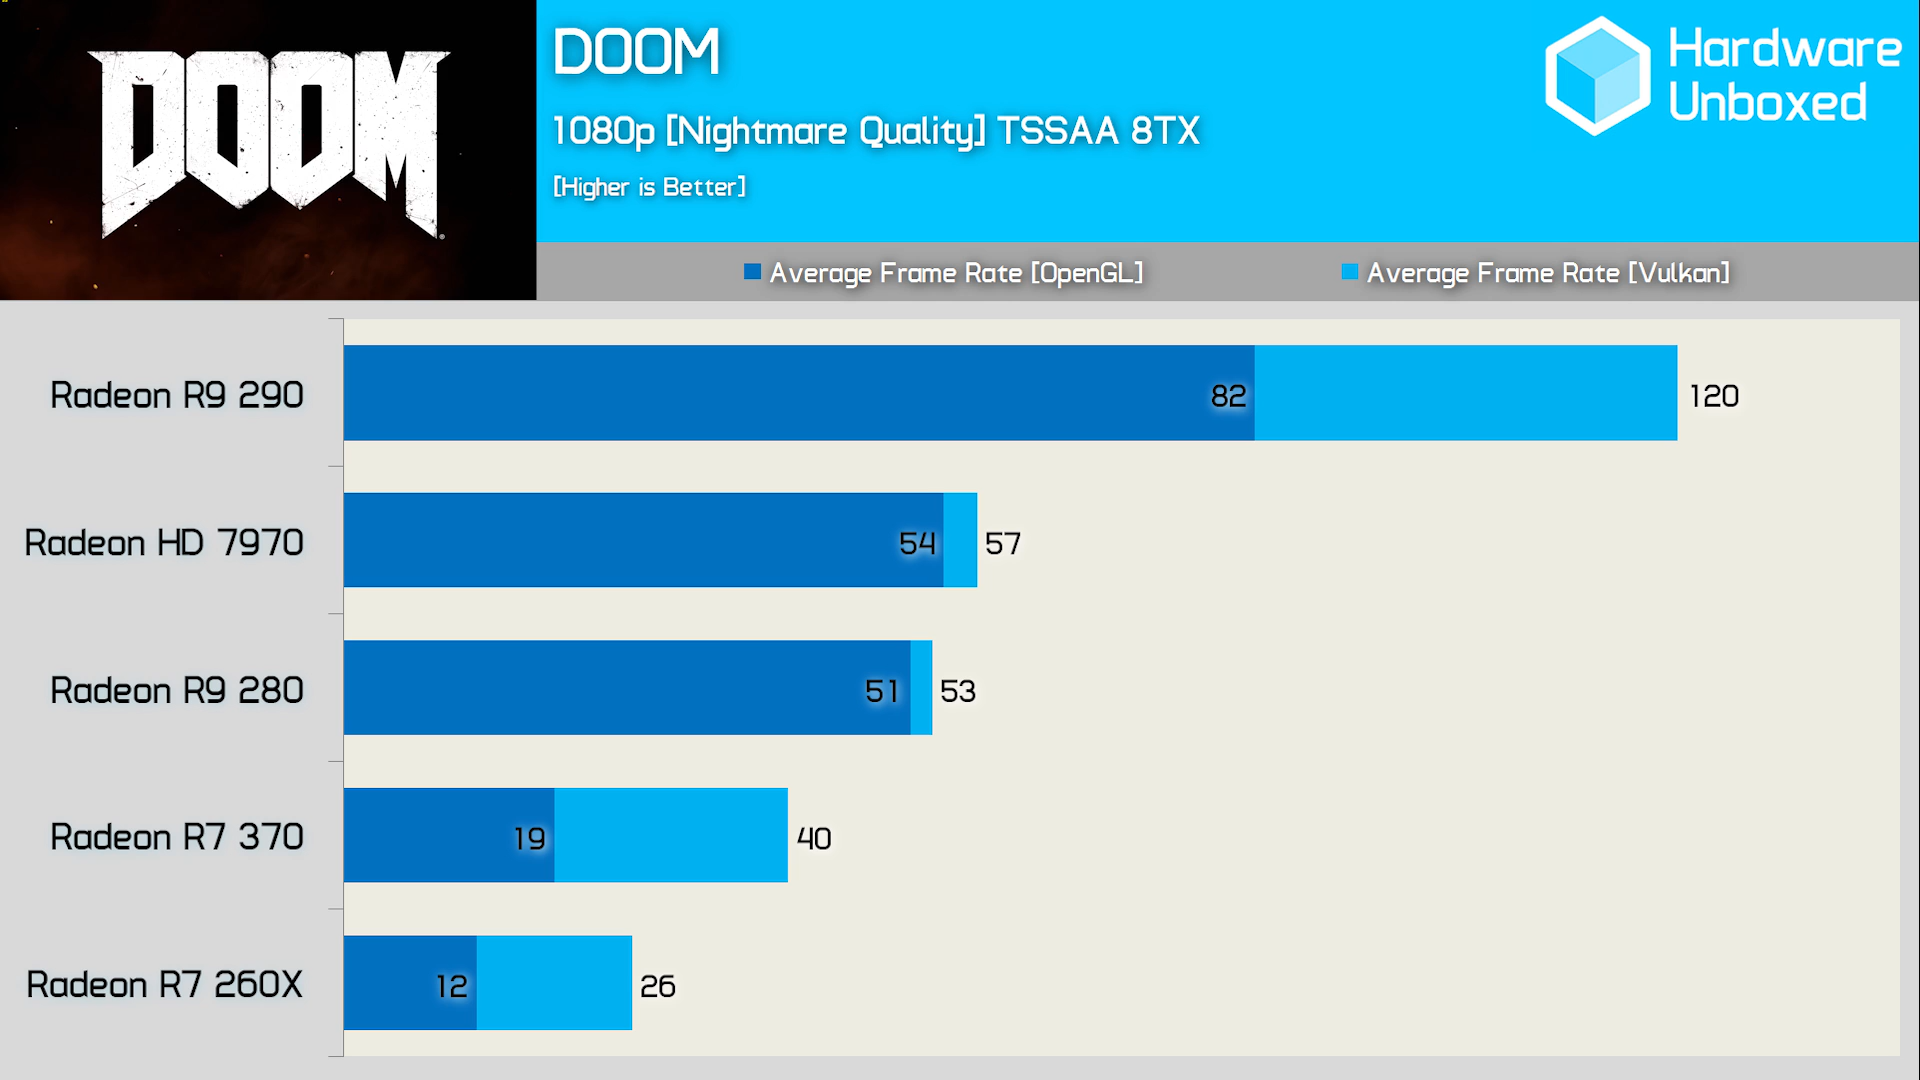 DOOM
DOOM
1080p [Nightmare Quality] TSSAA 8TX
[Higher is Better]
Hardware
Unboxed
Average Frame Rate [OpenGL]
Average Frame Rate [Vulkan]
Radeon R9 290
82
120
Radeon HD 7970
54
57
Radeon R9 280
51
53
Radeon R7 370
19
40
Radeon R7 260X
12
26